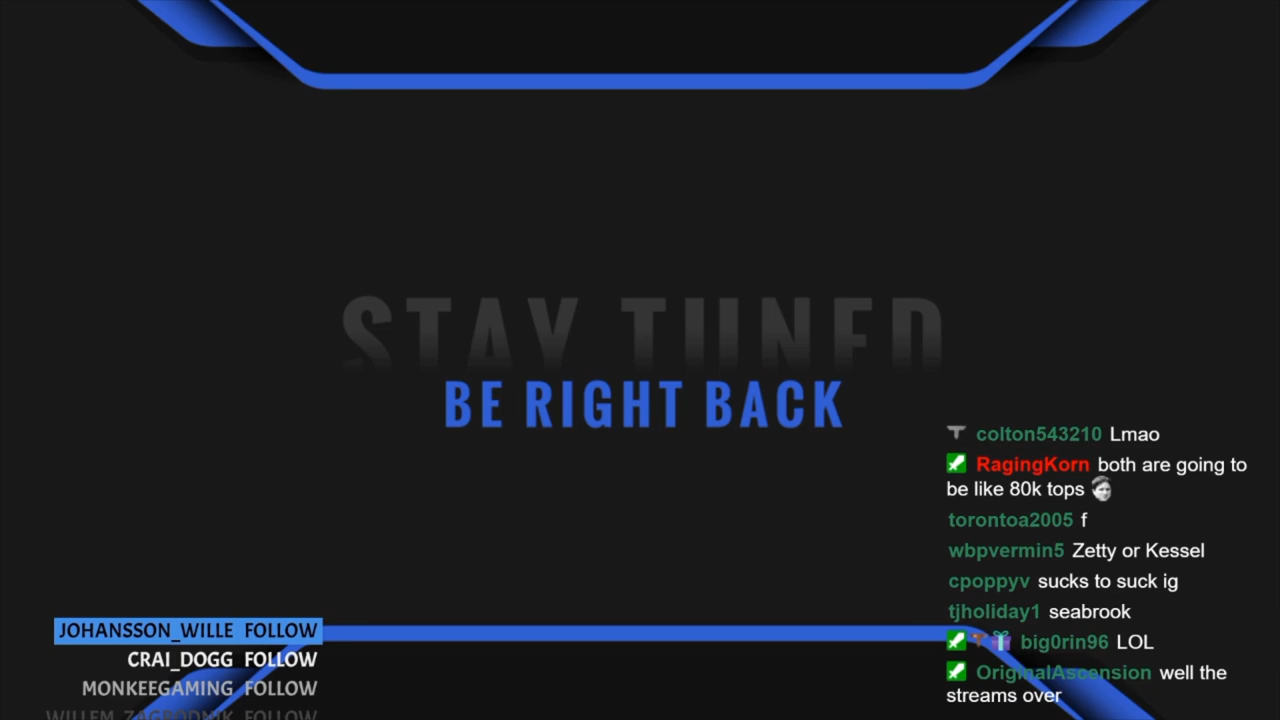 STAY TUNED
BE RIGHT BACK
colton543210 Lmao
RagingKorn both are going to
be like 80k tops
torontoa2005 f
wbpvermin5 Zetty or Kessel
cpoppyv sucks to suck ig
tjholiday1 seabrook
big0rin96 LOL
OriginalAscension well the
streams over
JOHANSSON_WILLE FOLLOW
CRAI_DOGG FOLLOW
MONKEEGAMING FOLLOW
WILLEM_ZAGRODNIK FOLLOW